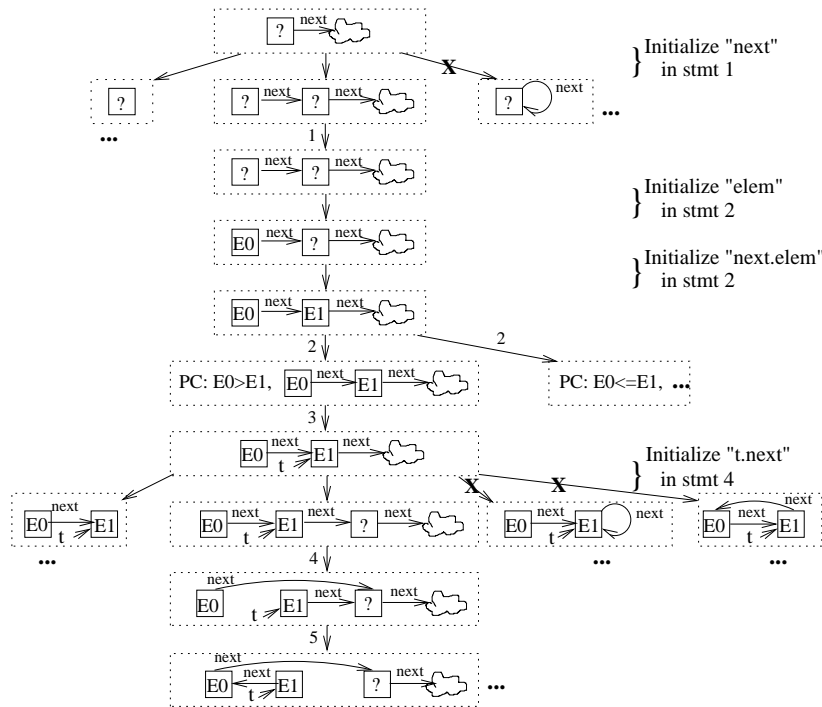 next
?
Initialize "next"
in stmt 1
X
? next ? next ? next
... ...
1
? next ? next
Initialize "elem"
in stmt 2
E0 next ? next
Initialize "next.elem"
in stmt 2
E0 next E1 next
2 2
PC: E0>E1, E0 next E1 next PC: E0<=E1, ...
3
E0 next E1 next
t
Initialize "t.next"
in stmt 4
X X
E0 next E1 E0 next E1 next ? next E0 next E1 next E0 next E1 next
t t t t
... ... ...
4
next
E0 E1 next ? next
t
5
next
E0 next E1 ? next ...
t